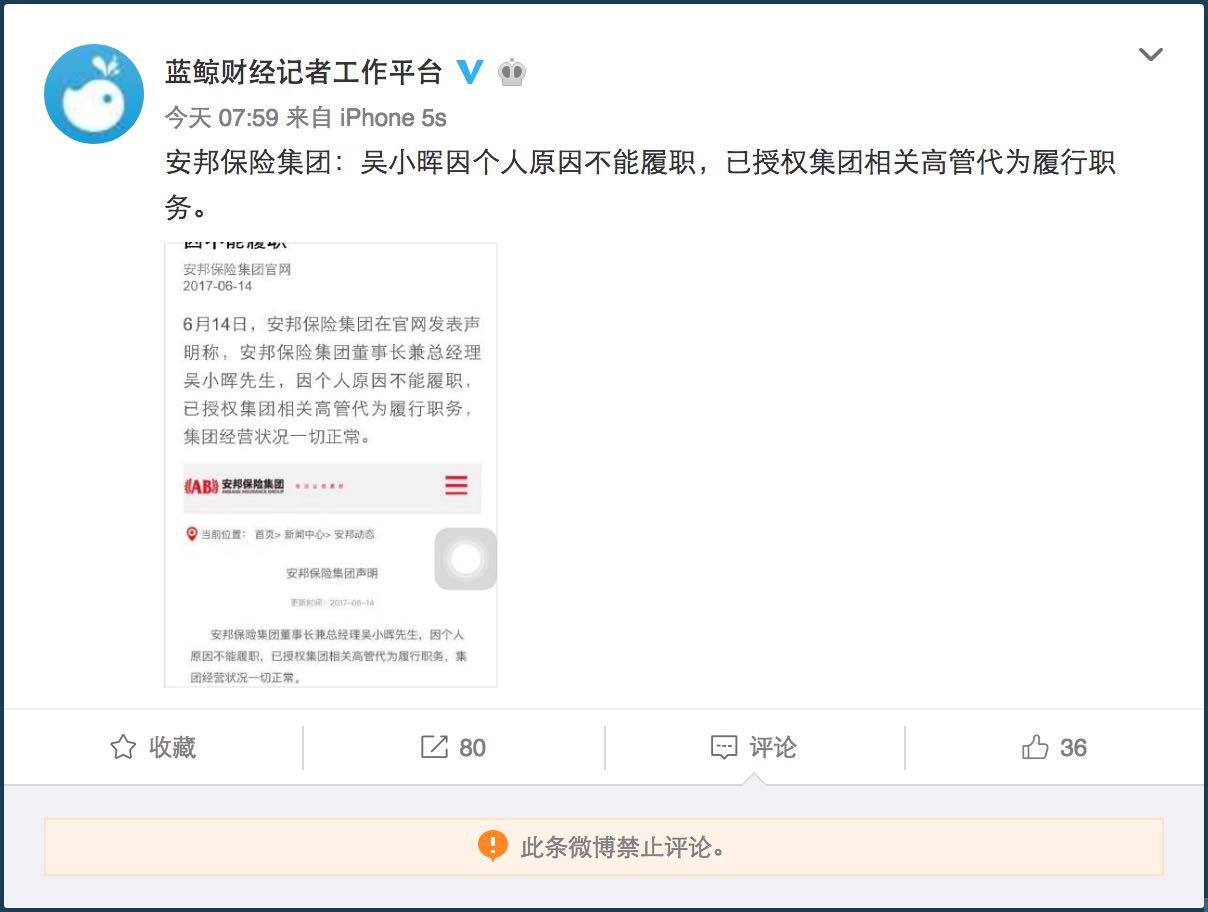 蓝鲸财经记者工作平台
今天 07:59 来自 iPhone 5s
安邦保险集团：吴小晖因个人原因不能履职，已授权集团相关高管代为履行职
务。
因不能履职
安邦保险集团官网
2017-06-14
6月14日，安邦保险集团在官网发表声
明称，安邦保险集团董事长兼总经理
吴小晖先生，因个人原因不能履职，
已授权集团相关高管代为履行职务，
集团经营状况一切正常。
AB 安邦保险集团
ANBANG INSURANCE GROUP
当前位置： 首页> 新闻中心> 安邦动态
安邦保险集团声明
更新时间：2017-06-14
安邦保险集团董事长兼总经理吴小晖先生，因个人
原因不能履职，已授权集团相关高管代为履行职务，集
团经营状况一切正常。
收藏
80
评论
36
此条微博禁止评论。